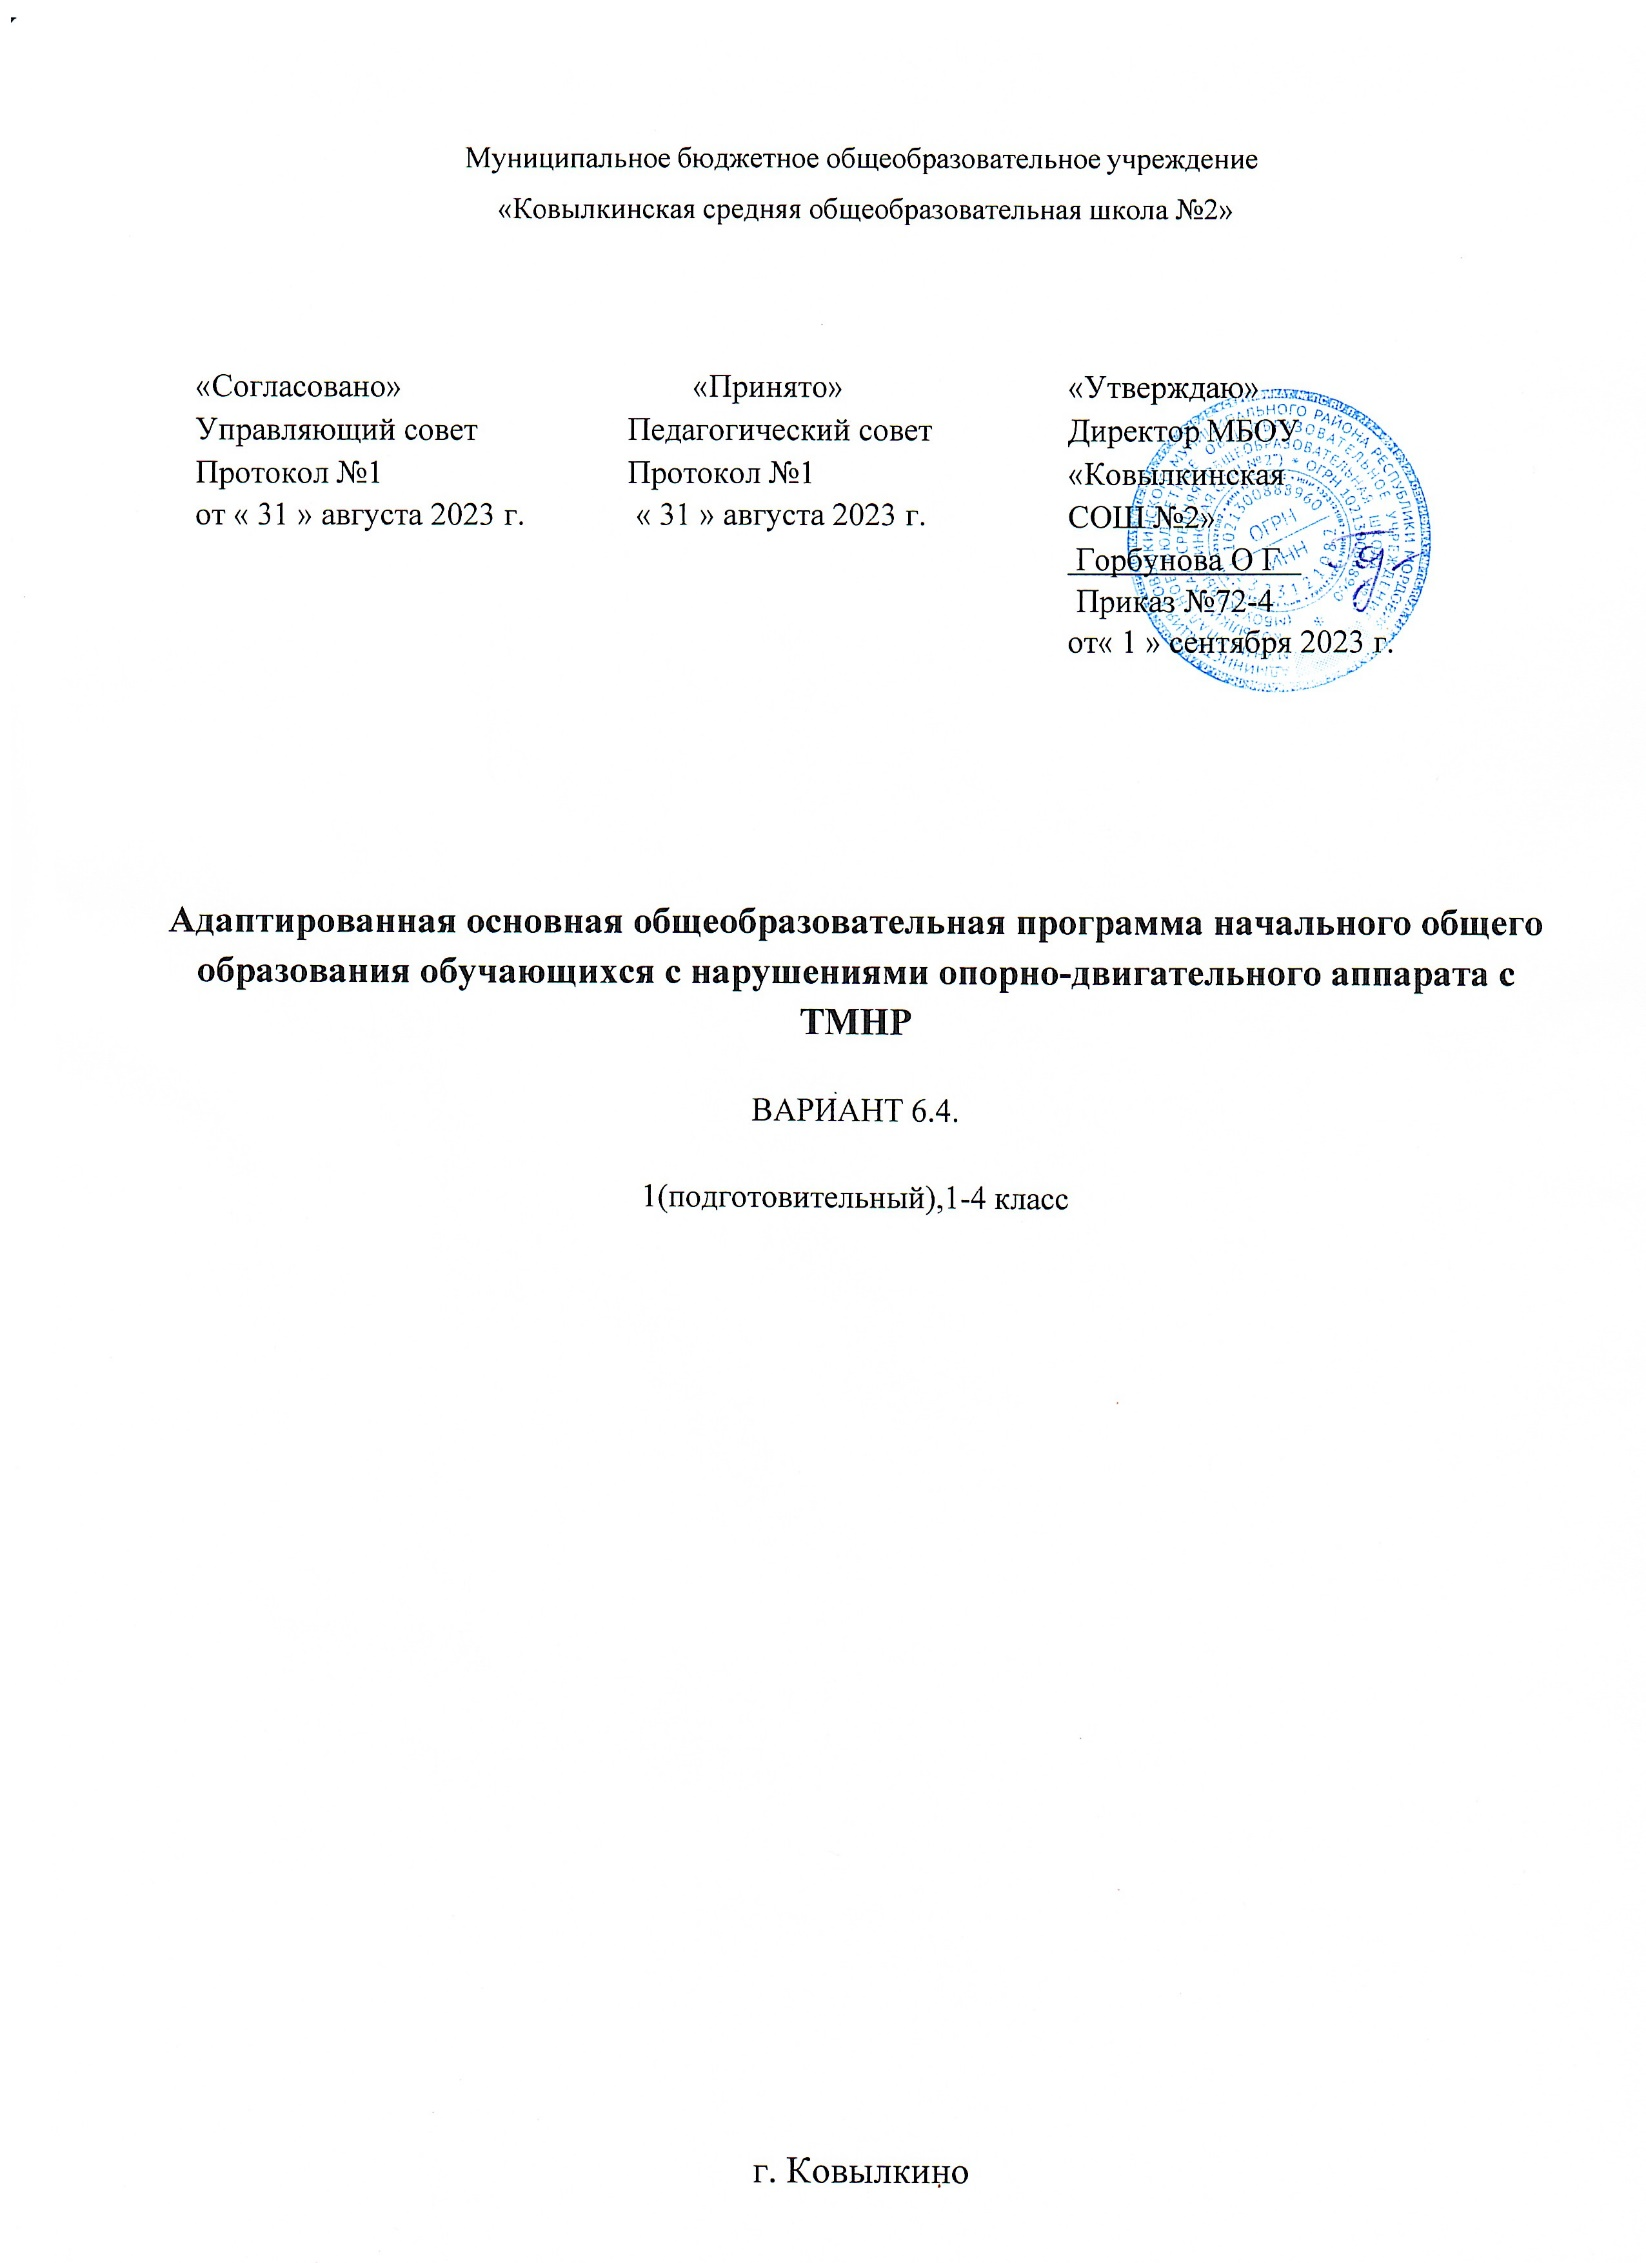 Муниципальное бюджетное общеобразовательное учреждение
«Ковылкинская средняя общеобразовательная школа №2»
«Согласовано»
Управляющий совет
Протокол №1
от « 31 » августа 2023 г.
«Принято»
Педагогический совет
Протокол №1
« 31 » августа 2023 г.
«Утверждаю»
Директор МБОУ
«Ковылкинская
СОШ №2»
Горбунова О Г
Приказ №72-4
от« 1 » сентября 2023 г.
ОГРН
ИНН
Адаптированная основная общеобразовательная программа начального общего
образования обучающихся с нарушениями опорно-двигательного аппарата с
ТМНР
ВАРИАНТ 6.4.
1(подготовительный),1-4 класс
г. Ковылкино